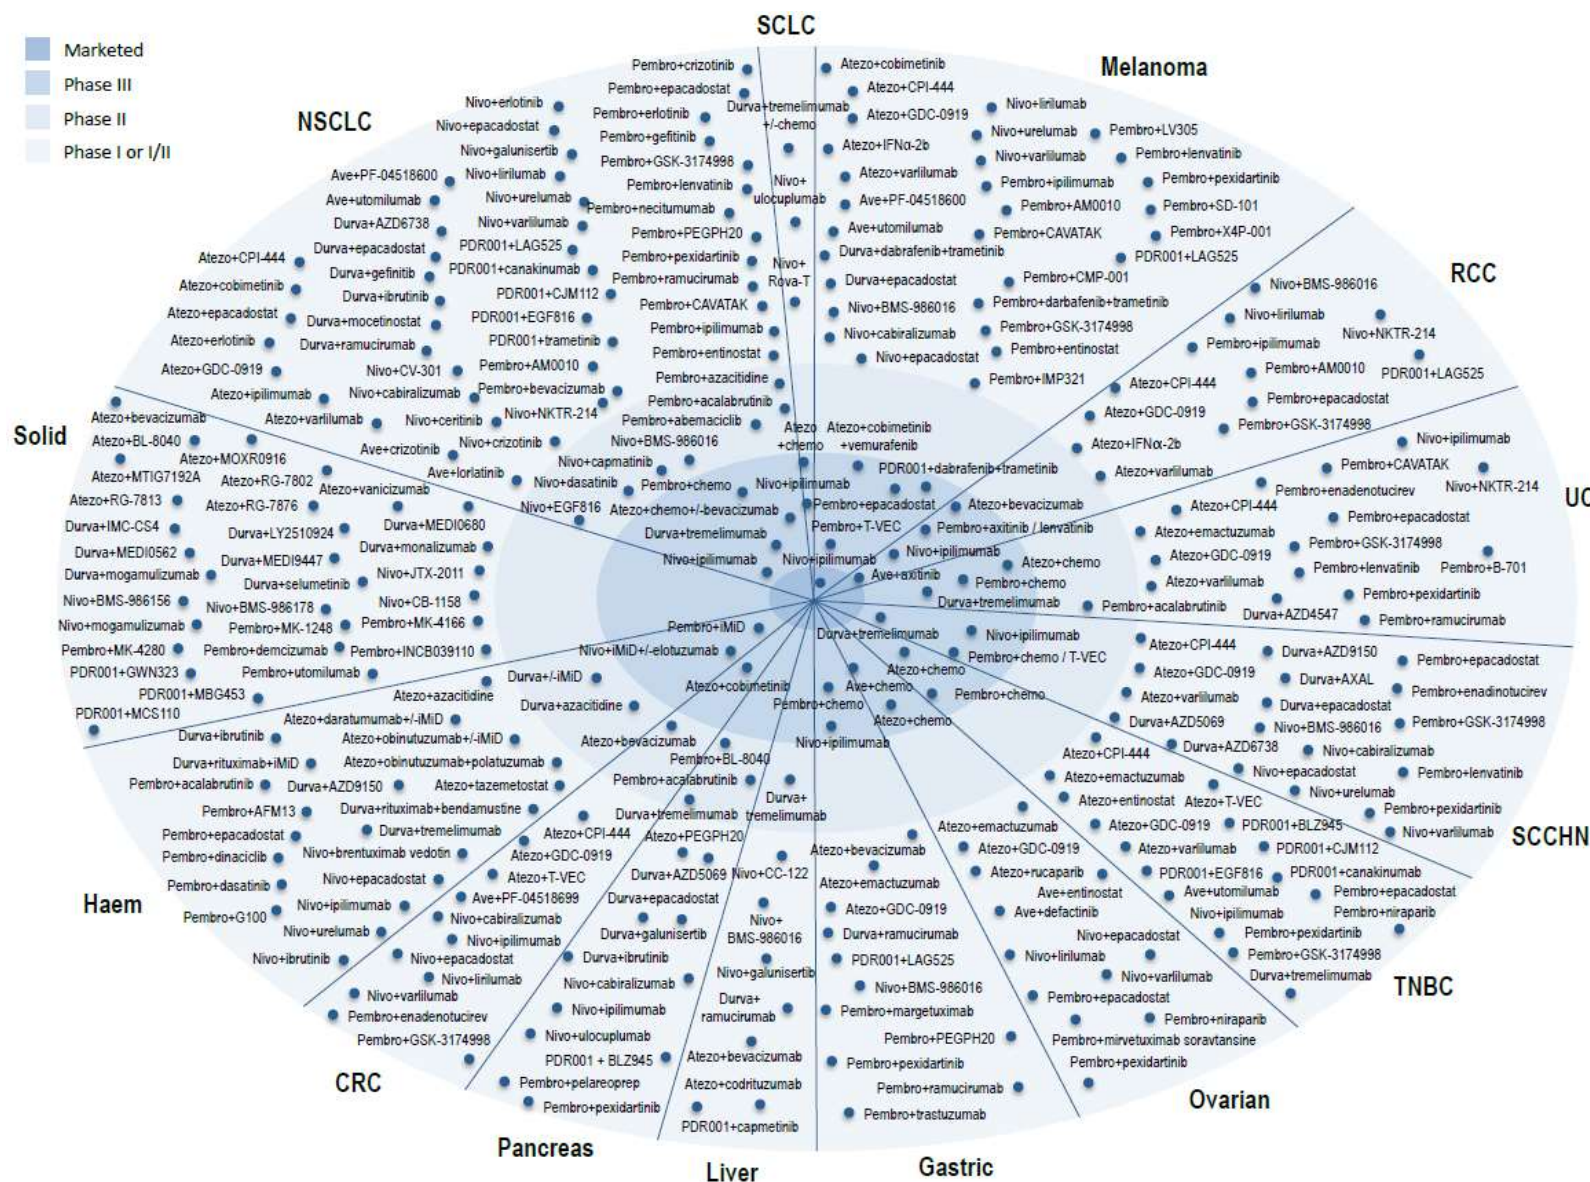 Marketed
Phase III
Phase II
Phase I or I/II
SCLC
Melanoma
NSCLC
RCC
UC
SCCHN
TNBC
Ovarian
Gastric
Liver
Pancreas
CRC
Haem
Solid
Pembro+crizotinib
Pembro+epacadostat
Pembro+erlotinib
Pembro+gefitinib
Pembro+GSK-3174998
Pembro+lenvatinib
Pembro+necitumumab
Pembro+PEGPH20
Pembro+pexidartinib
Pembro+ramucirumab
Pembro+CAVATAK
Pembro+ipilimumab
Pembro+entinostat
Pembro+azacitidine
Pembro+acalabrutinib
Pembro+abemaciclib
Nivo+BMS-986016
Nivo+erlotinib
Nivo+epacadostat
Nivo+galunisertib
Nivo+lirilumab
Nivo+urelumab
Nivo+varlilumab
PDR001+LAG525
PDR001+canakinumab
PDR001+CJM112
PDR001+EGF816
PDR001+trametinib
Pembro+AM0010
Pembro+bevacizumab
Nivo+NKTR-214
Ave+PF-04518600
Ave+utomilumab
Durva+AZD6738
Durva+epacadostat
Durva+gefinitib
Durva+ibrutinib
Durva+mocetinostat
Durva+ramucirumab
Nivo+CV-301
Nivo+cabiralizumab
Nivo+ceritinib
Nivo+crizotinib
Nivo+capmatinib
Nivo+dasatinib
Nivo+EGF816
Atezo+CPI-444
Atezo+cobimetinib
Atezo+epacadostat
Atezo+erlotinib
Atezo+GDC-0919
Atezo+ipilimumab
Atezo+varlilumab
Ave+crizotinib
Ave+lorlatinib
Pembro+chemo
Atezo+chemo+/-bevacizumab
Durva+tremelimumab
Nivo+ipilimumab
Durva+tremelimumab
+/-chemo
Nivo+
ulocuplumab
Nivo+
Rova-T
Atezo
+chemo
Nivo+ipilimumab
Atezo+cobimetinib
Atezo+CPI-444
Atezo+GDC-0919
Atezo+IFNα-2b
Atezo+varlilumab
Ave+PF-04518600
Ave+utomilumab
Durva+dabrafenib+trametinib
Durva+epacadostat
Nivo+BMS-986016
Nivo+cabiralizumab
Nivo+epacadostat
Nivo+lirilumab
Nivo+urelumab
Nivo+varlilumab
Pembro+ipilimumab
Pembro+AM0010
Pembro+CAVATAK
Pembro+CMP-001
Pembro+darbafenib+trametinib
Pembro+GSK-3174998
Pembro+entinostat
Pembro+IMP321
Pembro+LV305
Pembro+lenvatinib
Pembro+pexidartinib
Pembro+SD-101
Pembro+X4P-001
PDR001+LAG525
Atezo+cobimetinib
+vemurafenib
PDR001+dabrafenib+trametinib
Pembro+epacadostat
Pembro+T-VEC
Nivo+ipilimumab
Nivo+BMS-986016
Nivo+lirilumab
Nivo+NKTR-214
Pembro+ipilimumab
PDR001+LAG525
Pembro+AM0010
Atezo+CPI-444
Pembro+epacadostat
Atezo+GDC-0919
Pembro+GSK-3174998
Atezo+IFNα-2b
Atezo+varlilumab
Atezo+bevacizumab
Pembro+axitinib / lenvatinib
Nivo+ipilimumab
Ave+axitinib
Nivo+ipilimumab
Pembro+CAVATAK
Nivo+NKTR-214
Pembro+enadenotucirev
Atezo+CPI-444
Pembro+epacadostat
Atezo+emactuzumab
Pembro+GSK-3174998
Atezo+GDC-0919
Pembro+lenvatinib
Pembro+B-701
Atezo+varlilumab
Pembro+pexidartinib
Pembro+acalabrutinib
Durva+AZD4547
Pembro+ramucirumab
Atezo+chemo
Pembro+chemo
Durva+tremelimumab
Durva+tremelimumab
Nivo+ipilimumab
Pembro+chemo / T-VEC
Atezo+CPI-444
Durva+AZD9150
Pembro+epacadostat
Atezo+GDC-0919
Durva+AXAL
Pembro+enadinotucirev
Atezo+varlilumab
Durva+epacadostat
Durva+AZD5069
Nivo+BMS-986016
Pembro+GSK-3174998
Durva+AZD6738
Nivo+cabiralizumab
Nivo+epacadostat
Pembro+lenvatinib
Nivo+urelumab
Pembro+pexidartinib
Nivo+varlilumab
Atezo+chemo
Pembro+chemo
Atezo+CPI-444
Atezo+emactuzumab
Atezo+entinostat
Atezo+T-VEC
Atezo+GDC-0919
PDR001+BLZ945
Atezo+varlilumab
PDR001+CJM112
PDR001+EGF816
PDR001+canakinumab
Ave+utomilumab
Pembro+epacadostat
Nivo+ipilimumab
Pembro+niraparib
Pembro+pexidartinib
Pembro+GSK-3174998
Durva+tremelimumab
Ave+chemo
Atezo+chemo
Atezo+emactuzumab
Atezo+GDC-0919
Atezo+rucaparib
Ave+entinostat
Ave+defactinib
Nivo+epacadostat
Nivo+lirilumab
Nivo+varlilumab
Pembro+epacadostat
Pembro+niraparib
Pembro+mirvetuximab soravtansine
Pembro+pexidartinib
Pembro+chemo
Nivo+ipilimumab
Atezo+bevacizumab
Atezo+emactuzumab
Atezo+GDC-0919
Durva+ramucirumab
PDR001+LAG525
Nivo+BMS-986016
Pembro+margetuximab
Pembro+PEGPH20
Pembro+pexidartinib
Pembro+ramucirumab
Pembro+trastuzumab
Durva+
tremelimumab
Nivo+CC-122
Nivo+
BMS-986016
Nivo+galunisertib
Durva+
ramucirumab
Atezo+bevacizumab
Atezo+codrituzumab
PDR001+capmetinib
Pembro+BL-8040
Pembro+acalabrutinib
Durva+tremelimumab
Atezo+PEGPH20
Durva+AZD5069
Durva+epacadostat
Durva+galunisertib
Durva+ibrutinib
Nivo+cabiralizumab
Nivo+ipilimumab
Nivo+ulocuplumab
PDR001 + BLZ945
Pembro+pelareoprep
Pembro+pexidartinib
Atezo+cobimetinib
Atezo+bevacizumab
Atezo+CPI-444
Atezo+GDC-0919
Atezo+T-VEC
Ave+PF-04518699
Nivo+cabiralizumab
Nivo+ipilimumab
Nivo+epacadostat
Nivo+lirilumab
Nivo+varlilumab
Pembro+enadenotucirev
Pembro+GSK-3174998
Pembro+iMiD
Nivo+iMiD+/-elotuzumab
Durva+/-iMiD
Durva+azacitidine
Atezo+azacitidine
Atezo+daratumumab+/-iMiD
Durva+ibrutinib
Atezo+obinutuzumab+/-iMiD
Durva+rituximab+iMiD
Atezo+obinutuzumab+polatuzumab
Pembro+acalabrutinib
Durva+AZD9150
Atezo+tazemetostat
Pembro+AFM13
Durva+rituximab+bendamustine
Pembro+epacadostat
Durva+tremelimumab
Pembro+dinaciclib
Nivo+brentuximab vedotin
Pembro+dasatinib
Nivo+epacadostat
Pembro+G100
Nivo+ipilimumab
Nivo+urelumab
Nivo+ibrutinib
Atezo+bevacizumab
Atezo+BL-8040
Atezo+MOXR0916
Atezo+MTIG7192A
Atezo+RG-7802
Atezo+vanicizumab
Atezo+RG-7813
Atezo+RG-7876
Durva+IMC-CS4
Durva+LY2510924
Durva+MEDI0680
Durva+MEDI0562
Durva+MEDI9447
Durva+monalizumab
Durva+mogamulizumab
Durva+selumetinib
Nivo+JTX-2011
Nivo+BMS-986156
Nivo+BMS-986178
Nivo+CB-1158
Nivo+mogamulizumab
Pembro+MK-1248
Pembro+MK-4166
Pembro+MK-4280
Pembro+demcizumab
Pembro+INCB039110
PDR001+GWN323
Pembro+utomilumab
PDR001+MBG453
PDR001+MCS110